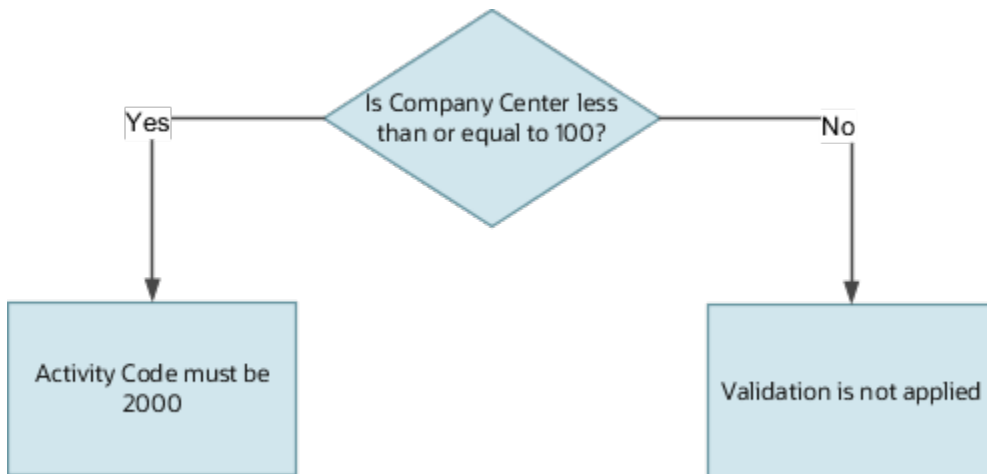 Is Company Center less
than or equal to 100?
Yes
No
Activity Code must be
2000
Validation is not applied